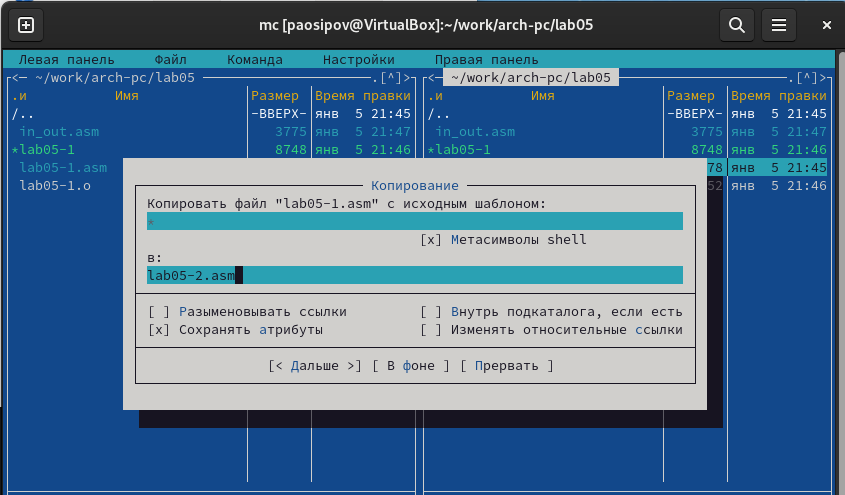 mc [paosipov@VirtualBox]:~/work/arch-pc/lab05
Левая панель Файл Команда Настройки Правая панель
<— ~/work/arch-pc/lab05 .[^]> <— ~/work/arch-pc/lab05 .[^]>
.и Имя Размер Время правки .и Имя Размер Время правки
/.. -ВВЕРХ- янв 5 21:45 /.. -ВВЕРХ- янв 5 21:45
in_out.asm 3775 янв 5 21:47 in_out.asm 3775 янв 5 21:47
*lab05-1 8748 янв 5 21:46 *lab05-1 8748 янв 5 21:46
lab05-1.asm 78 янв 5 21:45
lab05-1.o 52 янв 5 21:46
Копирование
Копировать файл "lab05-1.asm" с исходным шаблоном:
*
[x] Метасимволы shell
в:
lab05-2.asm
[ ] Разыменовывать ссылки [ ] Внутрь подкаталога, если есть
[x] Сохранять атрибуты [ ] Изменять относительные ссылки
[< Дальше >] [ В фоне ] [ Прервать ]